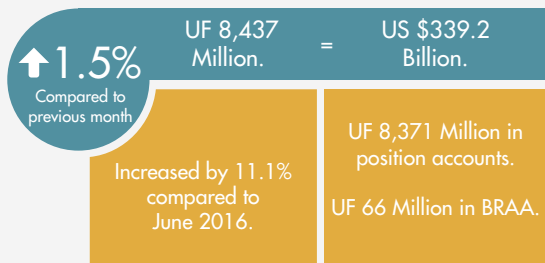 1.5%
Compared to
previous month
UF 8,437
Million.
=
US $339.2
Billion.
Increased by 11.1%
compared to
June 2016.
UF 8,371 Million in
position accounts.
UF 66 Million in BRAA.